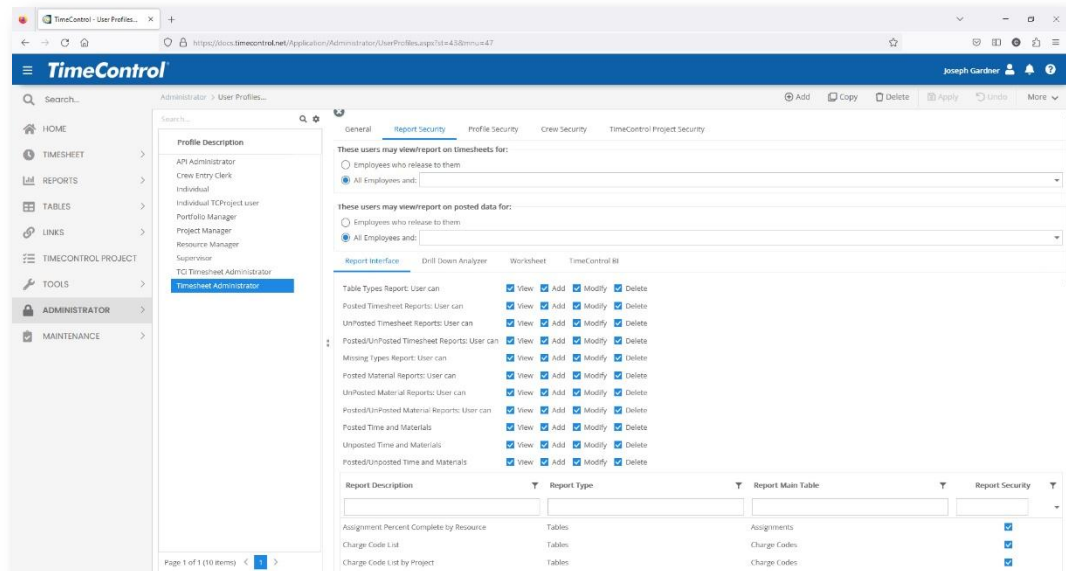 TimeControl - User Profiles... × +
https://docs.timecontrol.net/Application/Administrator/UserProfiles.aspx?st=43&mnu=47
TimeControl
Joseph Gardner
Search...
Administrator > User Profiles...
Add Copy Delete Apply Undo More
HOME
TIMESHEET
REPORTS
TABLES
LINKS
TIMECONTROL PROJECT
TOOLS
ADMINISTRATOR
MAINTENANCE
Search...
Profile Description
API Administrator
Crew Entry Clerk
Individual
Individual TCProject user
Portfolio Manager
Project Manager
Resource Manager
Supervisor
TCi Timesheet Administrator
Timesheet Administrator
Page 1 of 1 (10 items) < 1 >
General Report Security Profile Security Crew Security TimeControl Project Security
These users may view/report on timesheets for:
Employees who release to them
All Employees and:
These users may view/report on posted data for:
Employees who release to them
All Employees and:
Report Interface Drill Down Analyzer Worksheet TimeControl BI
Table Types Report: User can View Add Modify Delete
Posted Timesheet Reports: User can View Add Modify Delete
UnPosted Timesheet Reports: User can View Add Modify Delete
Posted/UnPosted Timesheet Reports: User can View Add Modify Delete
Missing Types Report: User can View Add Modify Delete
Posted Material Reports: User can View Add Modify Delete
UnPosted Material Reports: User can View Add Modify Delete
Posted/UnPosted Material Reports: User can View Add Modify Delete
Posted Time and Materials View Add Modify Delete
Unposted Time and Materials View Add Modify Delete
Posted/Unposted Time and Materials View Add Modify Delete
Report Description Report Type Report Main Table Report Security
Assignment Percent Complete by Resource Tables Assignments
Charge Code List Tables Charge Codes
Charge Code List by Project Tables Charge Codes